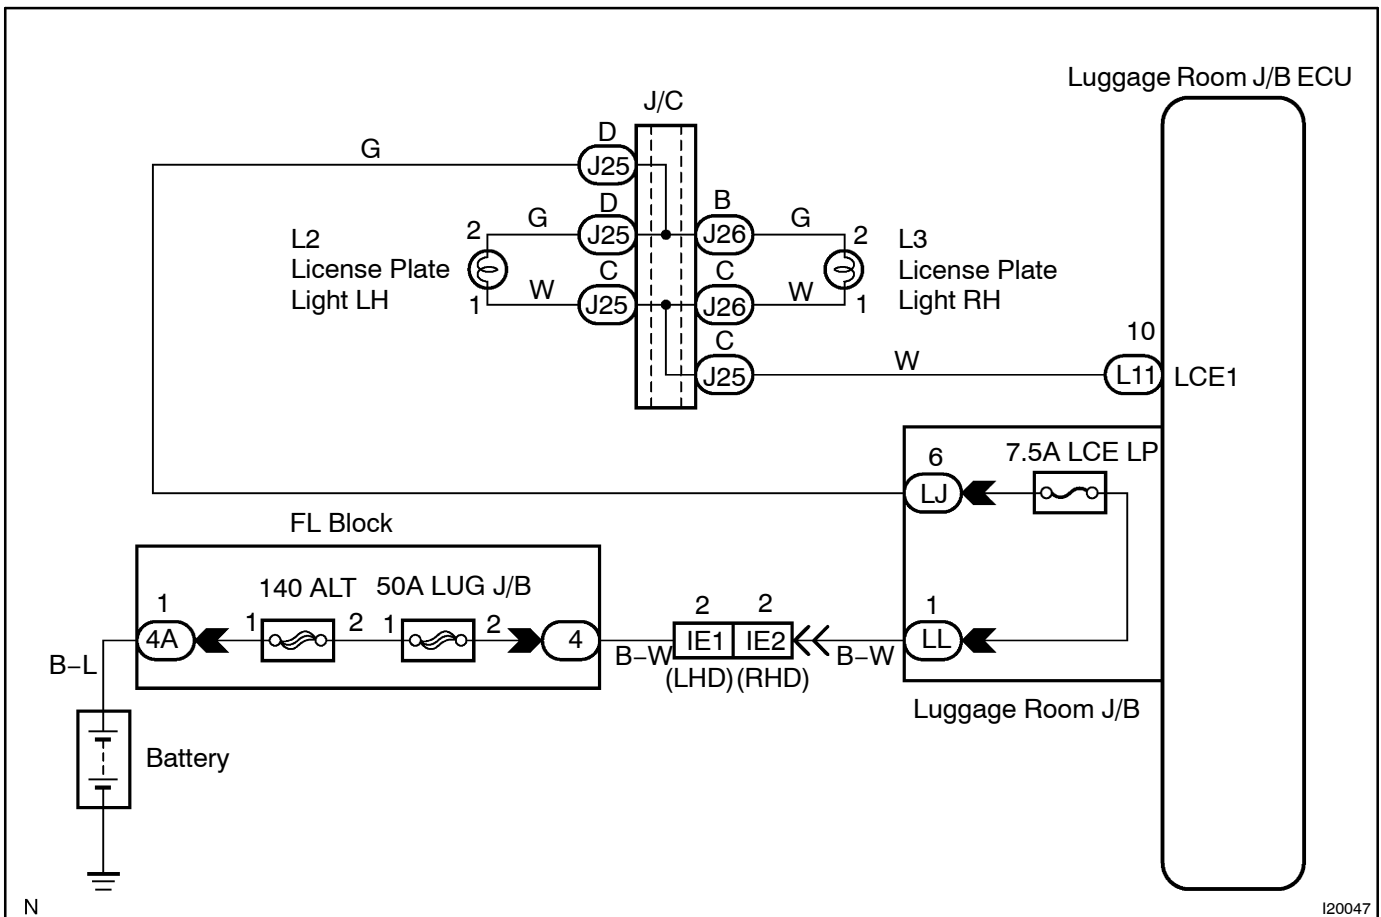 Luggage Room J/B ECU
J/C
D
G
J25
D
B
2
G
J25
J26
G
2
L2
License Plate
Light LH
L3
License Plate
Light RH
C
C
1
W
J25
J26
W
1
C
10
J25
W
L11
LCE1
6
7.5A LCE LP
LJ
FL Block
140 ALT
50A LUG J/B
1
1
2
1
2
4A
4
2
2
IE1
IE2
1
LL
B–L
B–W
(LHD)
(RHD)
B–W
Luggage Room J/B
Battery
N
I20047